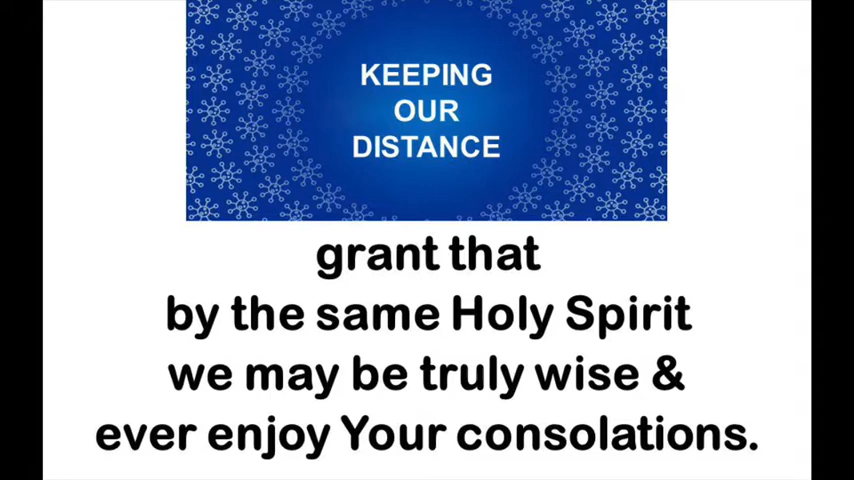 KEEPING
OUR
DISTANCE
grant that
by the same Holy Spirit
we may be truly wise &
ever enjoy Your consolations.